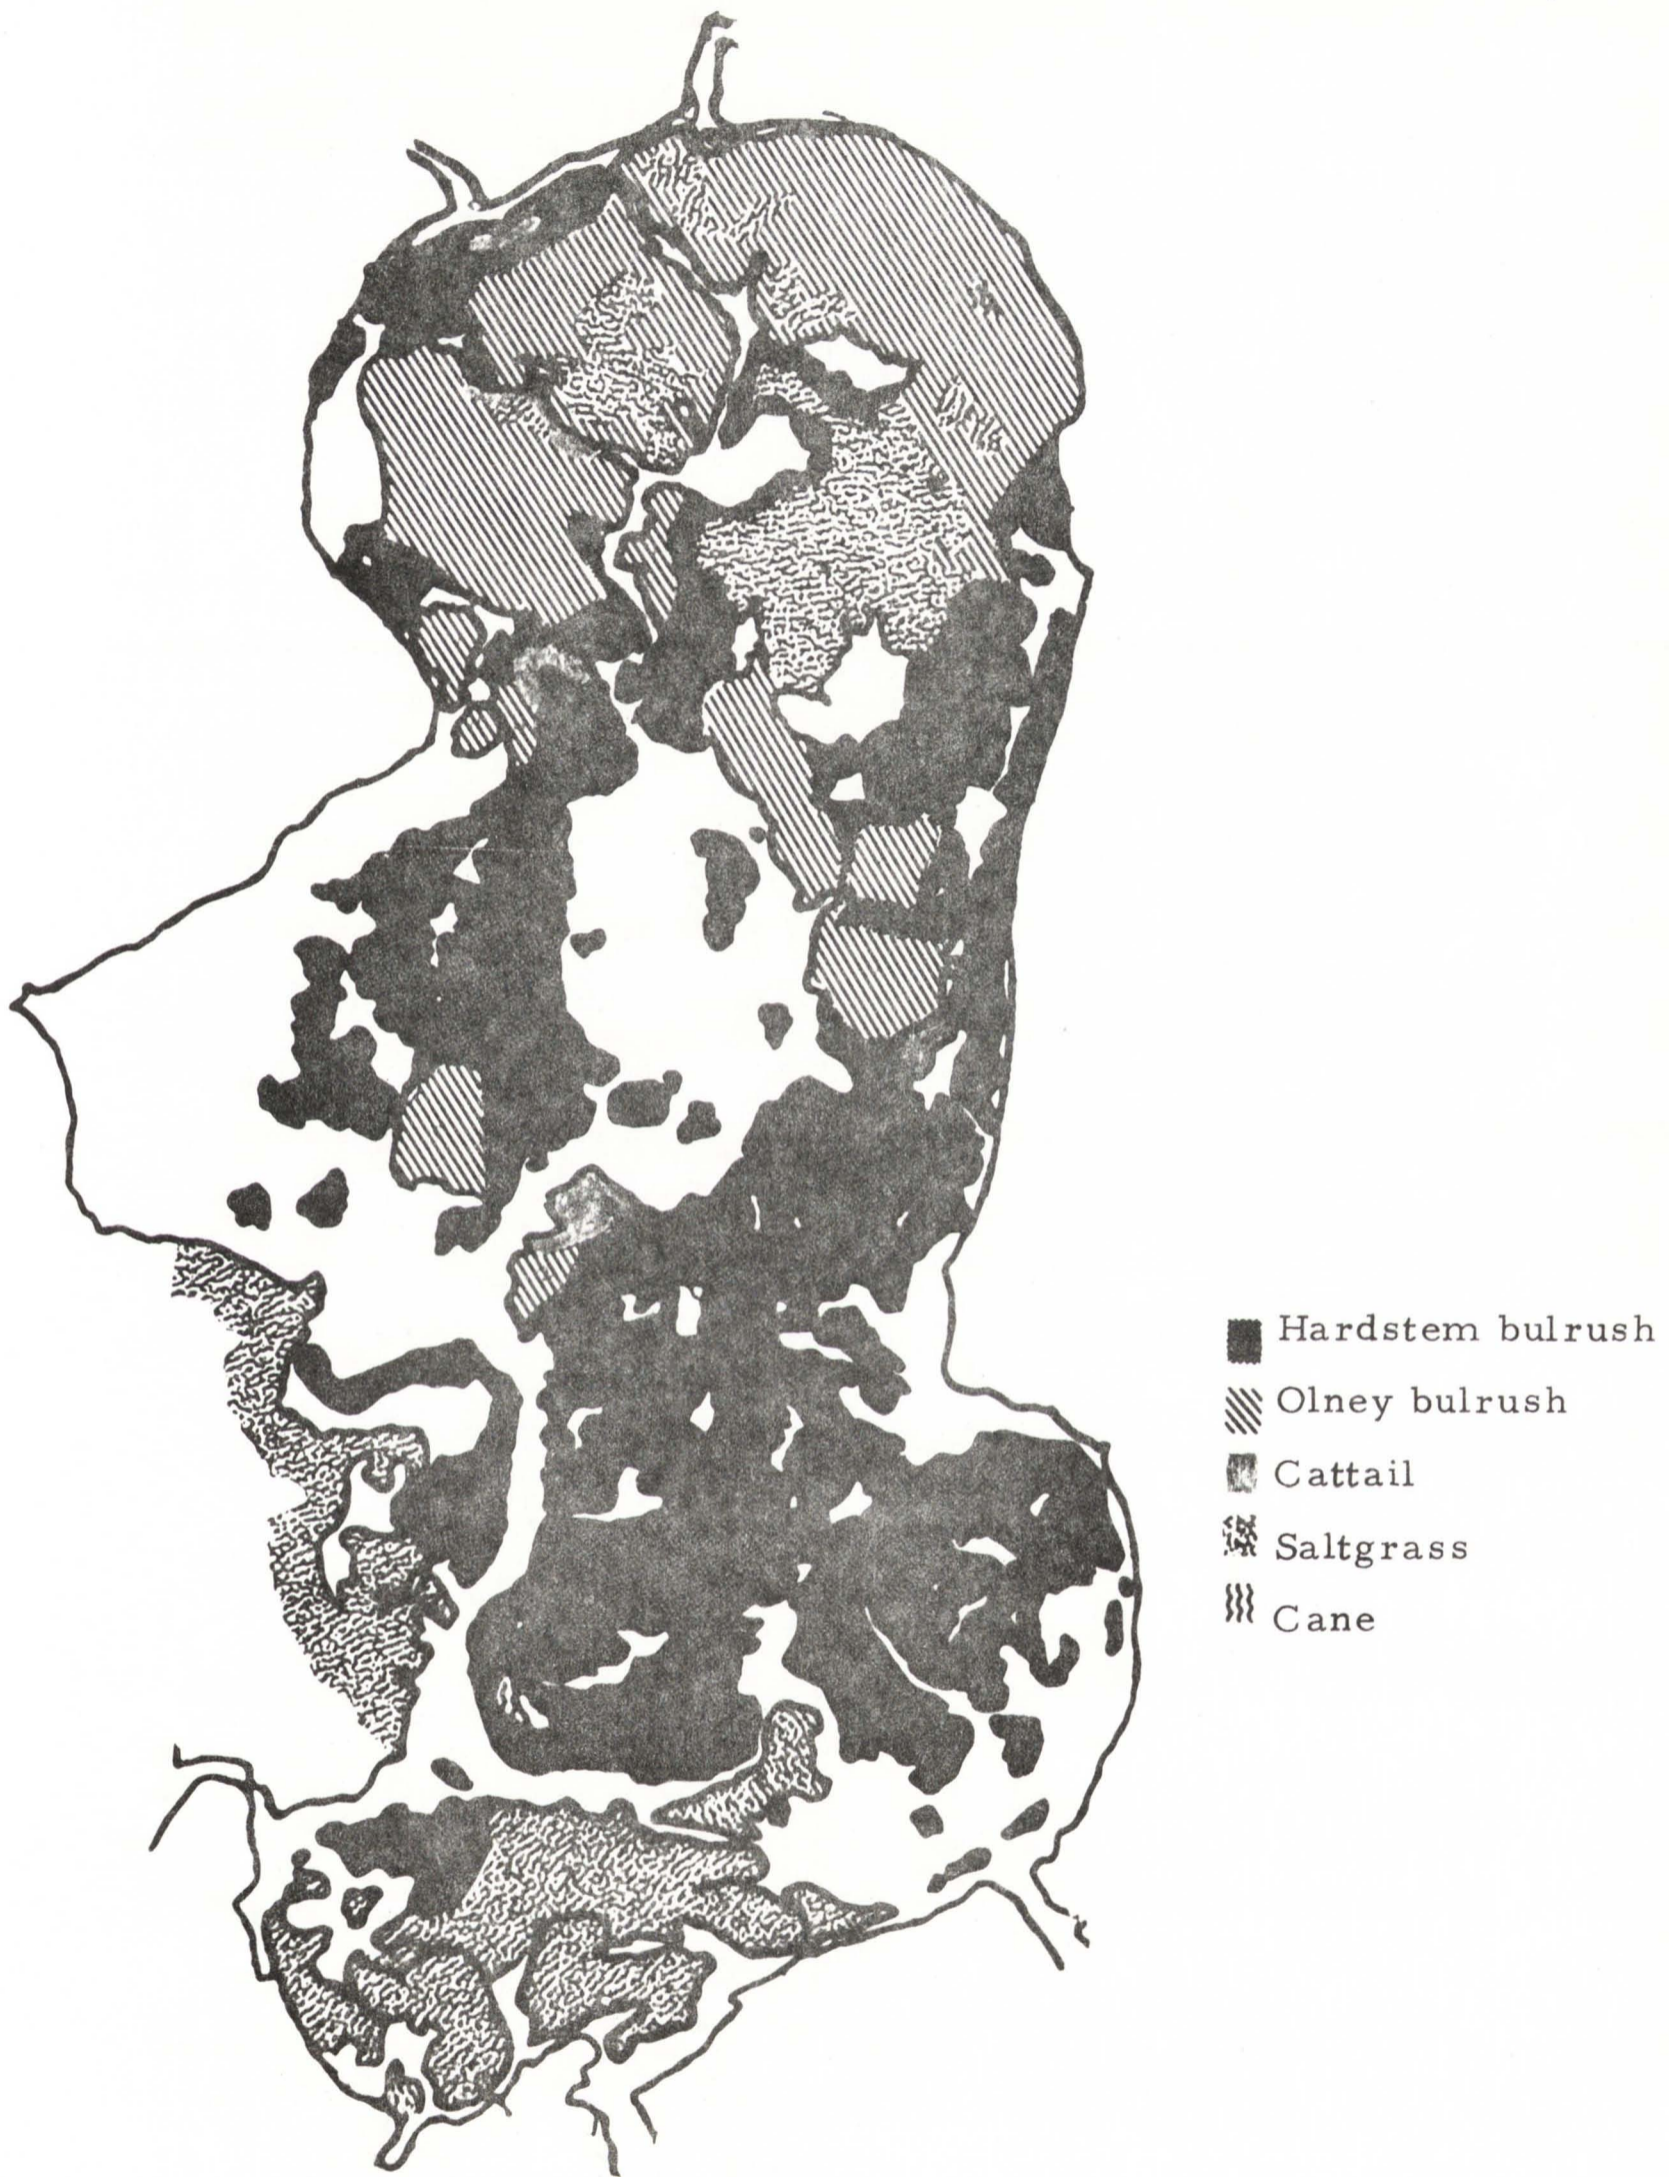 Hardstem bulrush
Olney bulrush
Cattail
Saltgrass
Cane